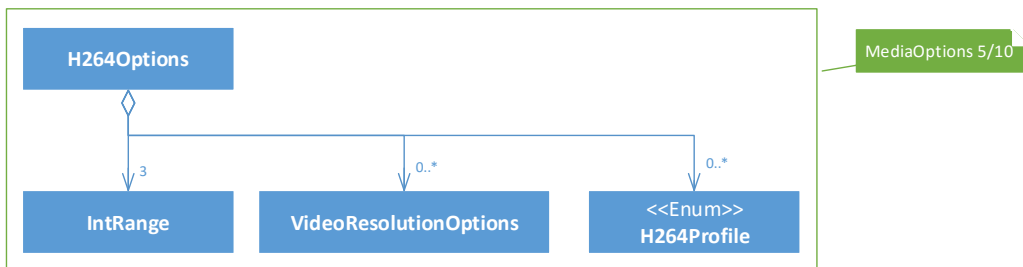 H264Options
MediaOptions 5/10
3
0..*
0..*
IntRange
VideoResolutionOptions
<<Enum>>
H264Profile